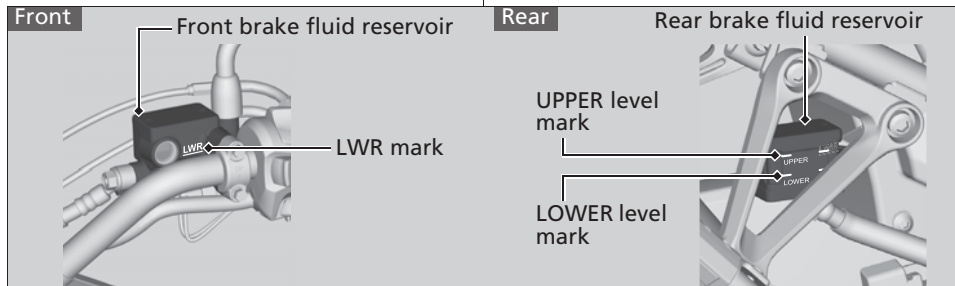 Front
Front brake fluid reservoir
LWR
LWR mark
Rear
Rear brake fluid reservoir
UPPER level
mark
UPPER
LOWER
LOWER level
mark